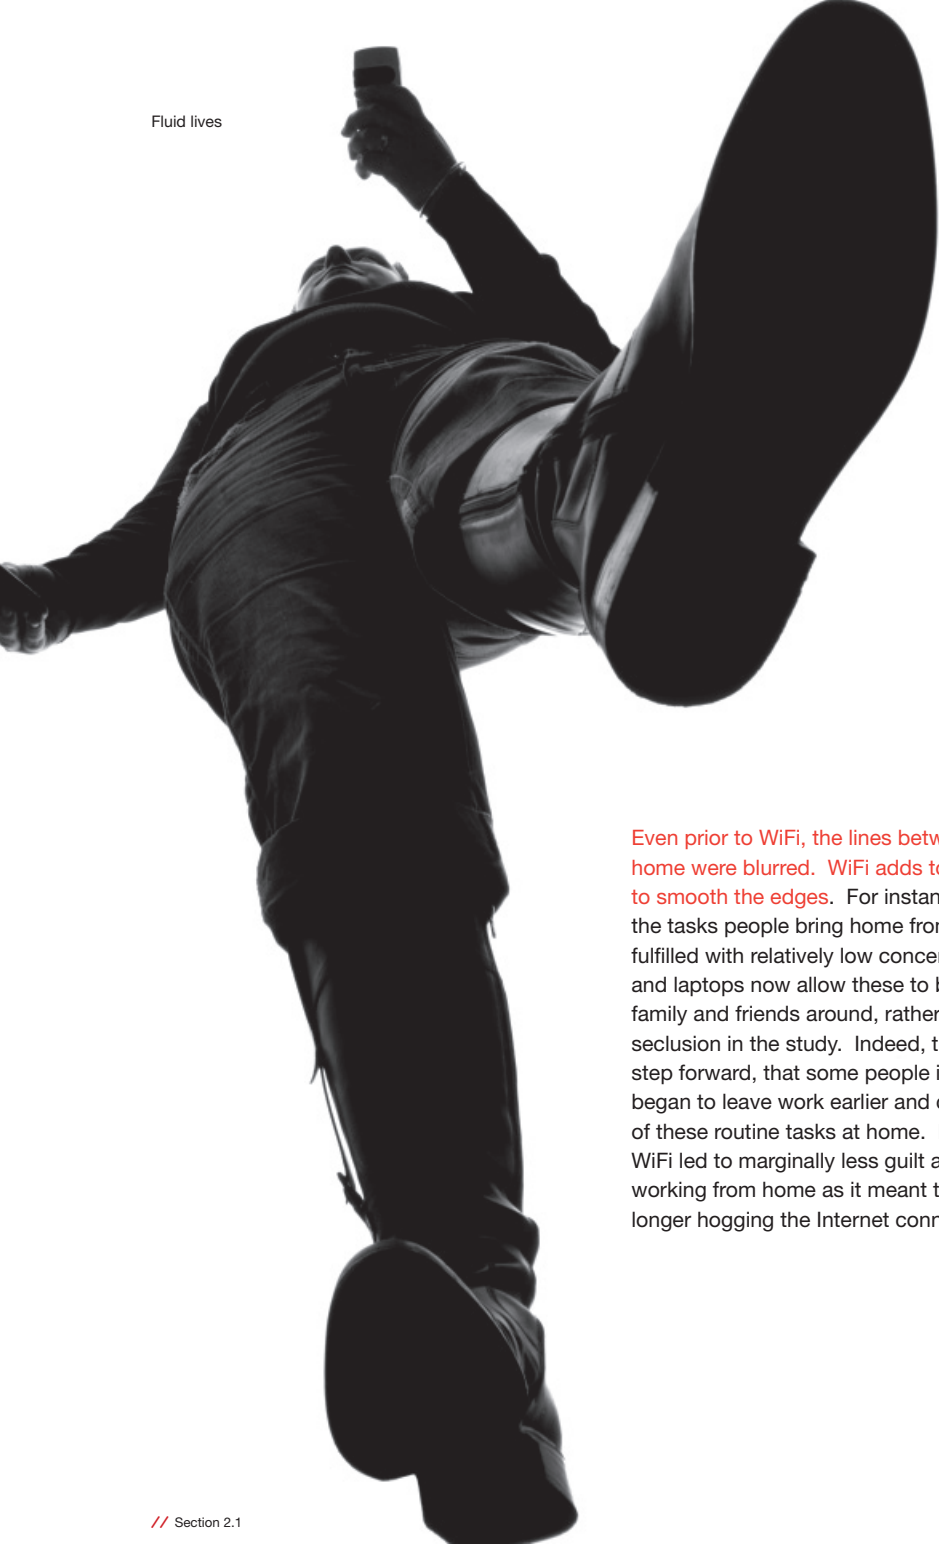 Fluid lives
Even prior to WiFi, the lines
home were blurred.  WiFi adds
to smooth the edges.  For
the tasks people bring home
fulfilled with relatively low
and laptops now allow these to
family and friends around, rather
seclusion in the study.  Indeed,
step forward, that some people
began to leave work earlier and
of these routine tasks at home.
WiFi led to marginally less guilt
working from home as it meant
longer hogging the Internet
// Section 2.1